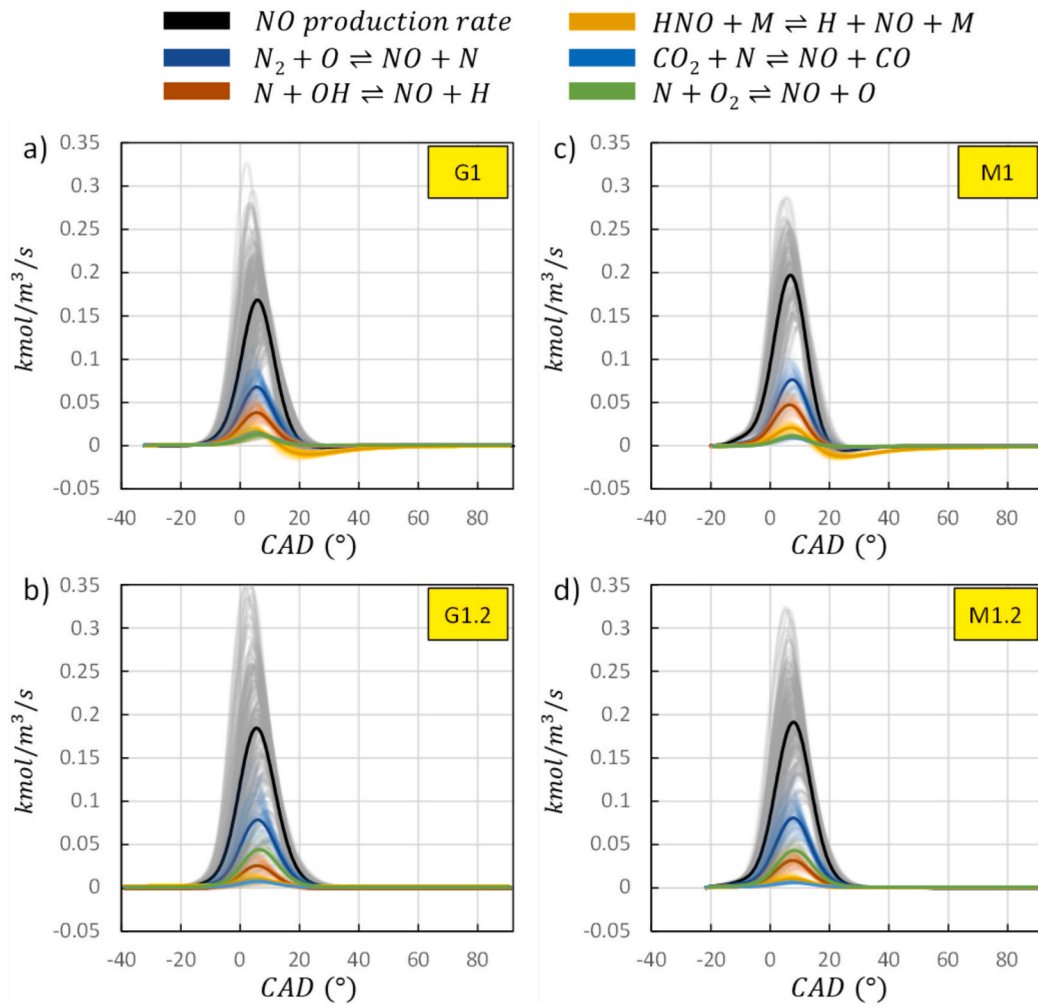 NO production rate
N₂ + O ⇌ NO + N
N + OH ⇌ NO + H
HNO + M ⇌ H + NO + M
CO₂ + N ⇌ NO + CO
N + O₂ ⇌ NO + O
a)
G1
0.35
0.3
0.25
0.2
0.15
0.1
0.05
0
-0.05
kmol/m³/s
-40 -20 0 20 40 60 80
CAD (°)
c)
M1
0.35
0.3
0.25
0.2
0.15
0.1
0.05
0
-0.05
kmol/m³/s
-40 -20 0 20 40 60 80
CAD (°)
b)
G1.2
0.35
0.3
0.25
0.2
0.15
0.1
0.05
0
-0.05
kmol/m³/s
-40 -20 0 20 40 60 80
CAD (°)
d)
M1.2
0.35
0.3
0.25
0.2
0.15
0.1
0.05
0
-0.05
kmol/m³/s
-40 -20 0 20 40 60 80
CAD (°)